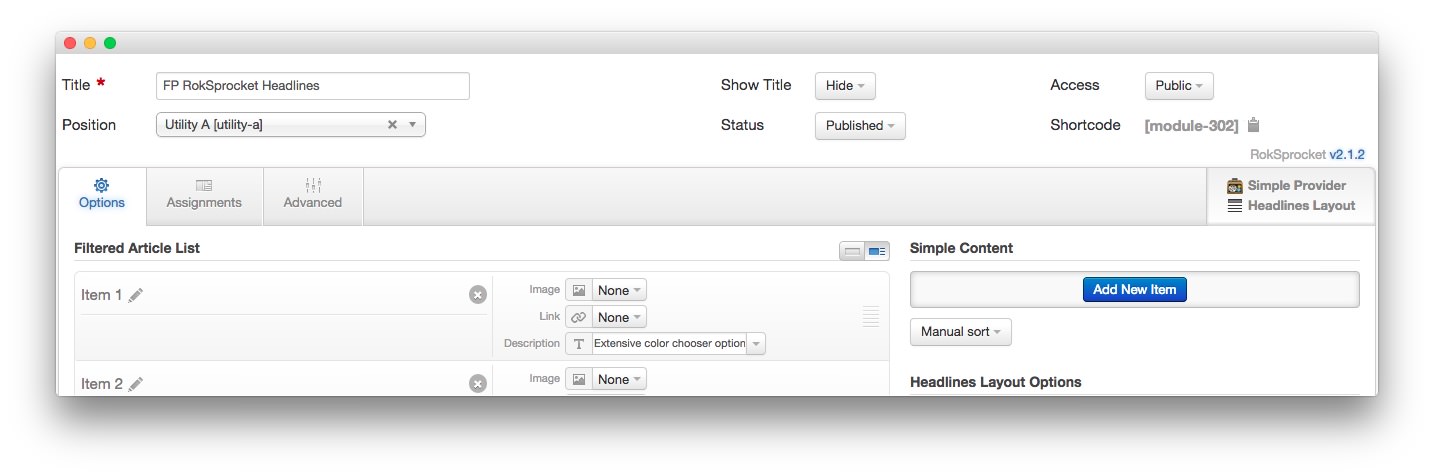 Title *
FP RokSprocket Headlines
Show Title
Hide
Access
Public
Position
Utility A [utility-a]
Status
Published
Shortcode
[module-302]
RokSprocket v2.1.2
Options
Assignments
Advanced
Simple Provider
Headlines Layout
Filtered Article List
Item 1
Image
None
Link
None
Description
T
Extensive color chooser option
Item 2
Image
None
Simple Content
Add New Item
Manual sort
Headlines Layout Options